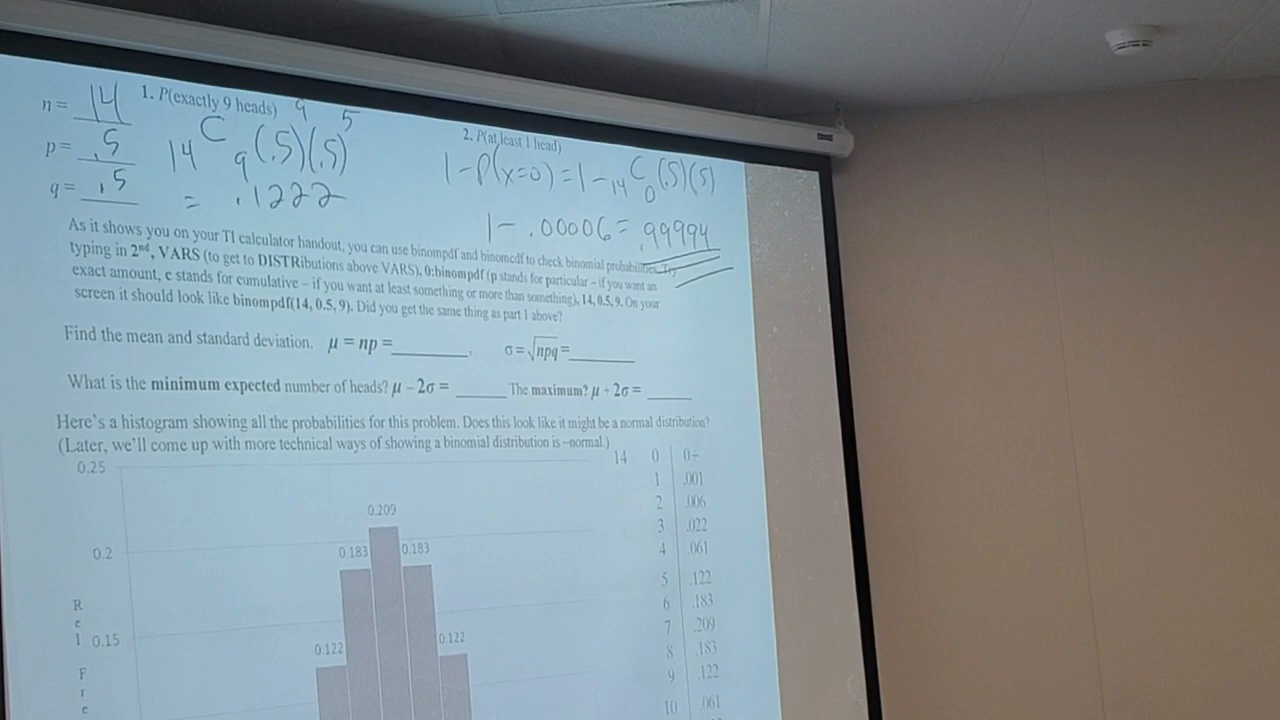 n = 14
1. P(exactly 9 heads)
9 5
14 C 9 (.5)(.5)
p = .5
q = .5
= .1222
2. P(at least 1 head)
1-P(x=0) = 1- 14 C 0 (.5)(5)
1 - .00006 = .99994
As it shows you on your TI calculator handout, you can use binompdf and binomcdf to check binomial probabilities. Try
typing in 2nd, VARS (to get to DISTRibutions above VARS), 0:binompdf (p stands for particular – if you want an
exact amount, c stands for cumulative – if you want at least something or more than something), 14, 0.5, 9. On your
screen it should look like binompdf(14, 0.5, 9). Did you get the same thing as part 1 above?
Find the mean and standard deviation. μ = np = ________, σ = √npq = ________
What is the minimum expected number of heads? μ – 2σ = ______ The maximum? μ + 2σ = ______
Here's a histogram showing all the probabilities for this problem. Does this look like it might be a normal distribution?
(Later, we'll come up with more technical ways of showing a binomial distribution is ~normal.)
0.25
0.2
0.15
R
e
l
F
r
e
0.122
0.183
0.209
0.183
0.122
14 0 0+
1 .001
2 .006
3 .022
4 .061
5 .122
6 .183
7 .209
8 .183
9 .122
10 .061